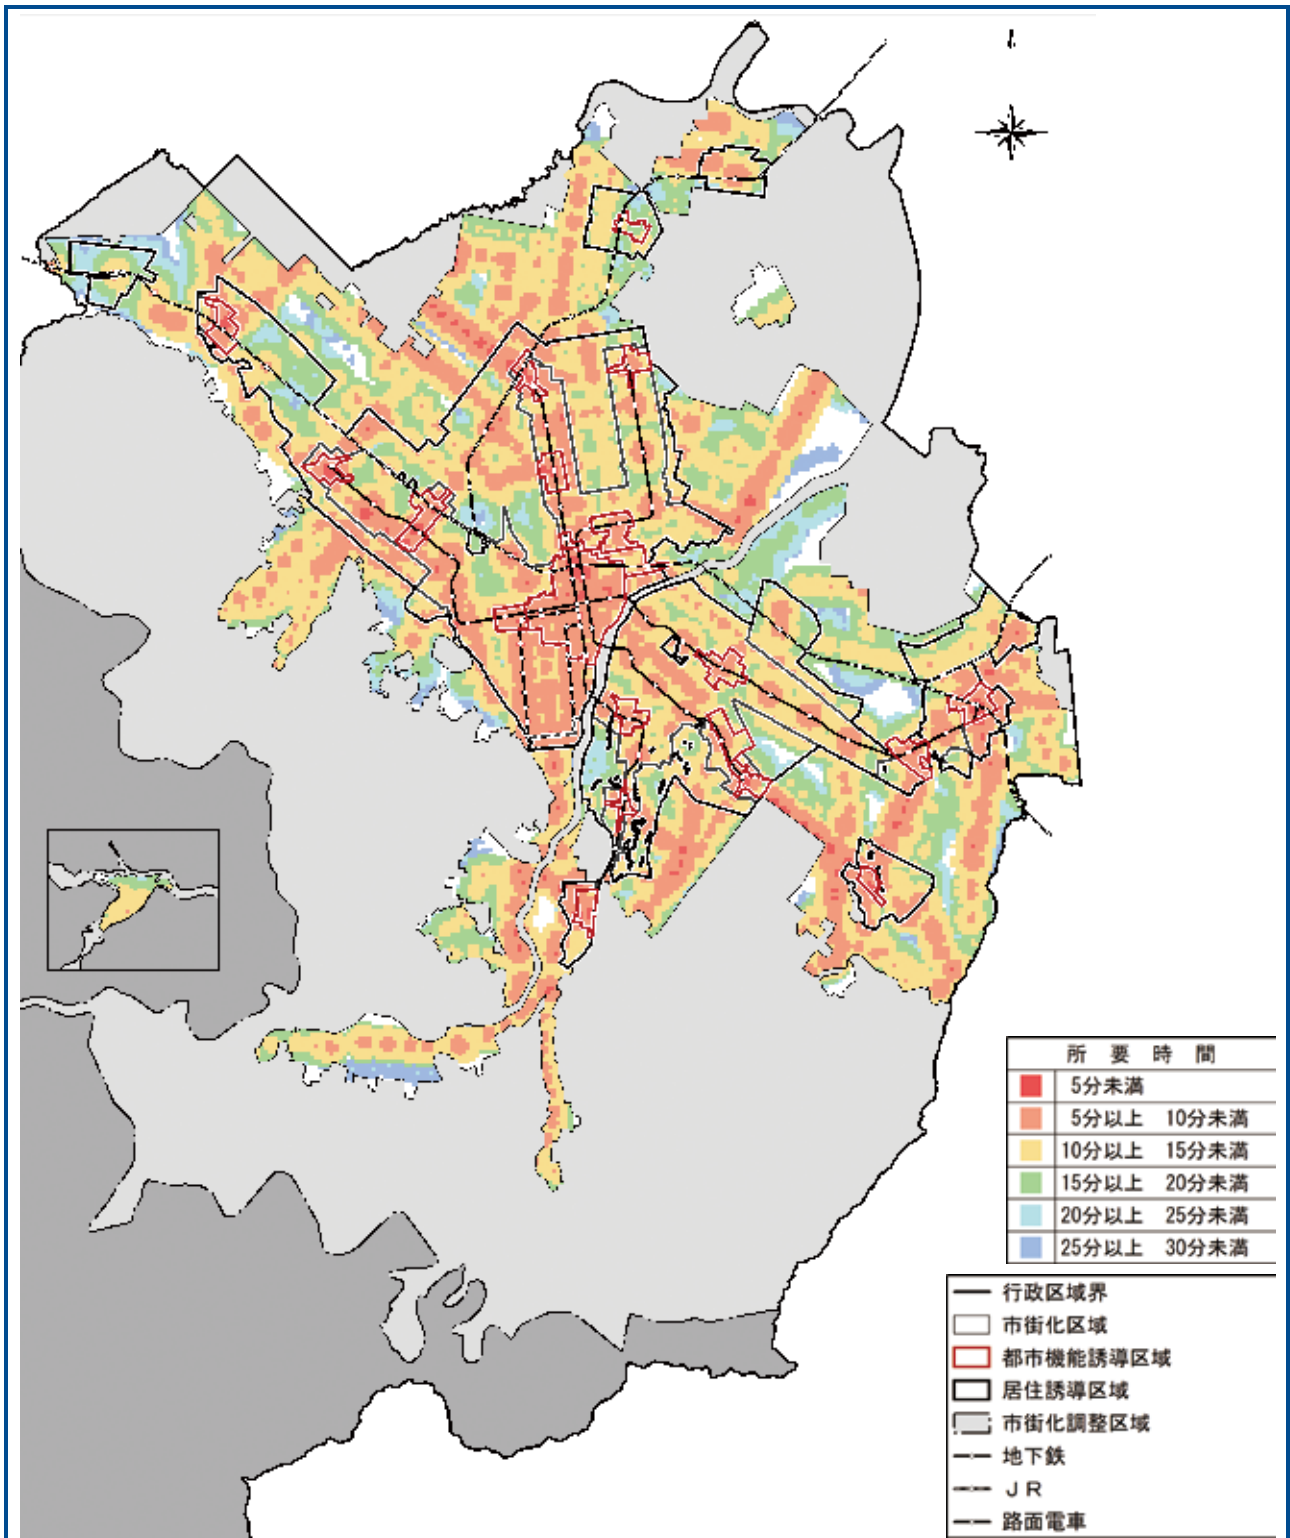 所要時間
5分未満
5分以上 10分未満
10分以上 15分未満
15分以上 20分未満
20分以上 25分未満
25分以上 30分未満
行政区域界
市街化区域
都市機能誘導区域
居住誘導区域
市街化調整区域
地下鉄
JR
路面電車